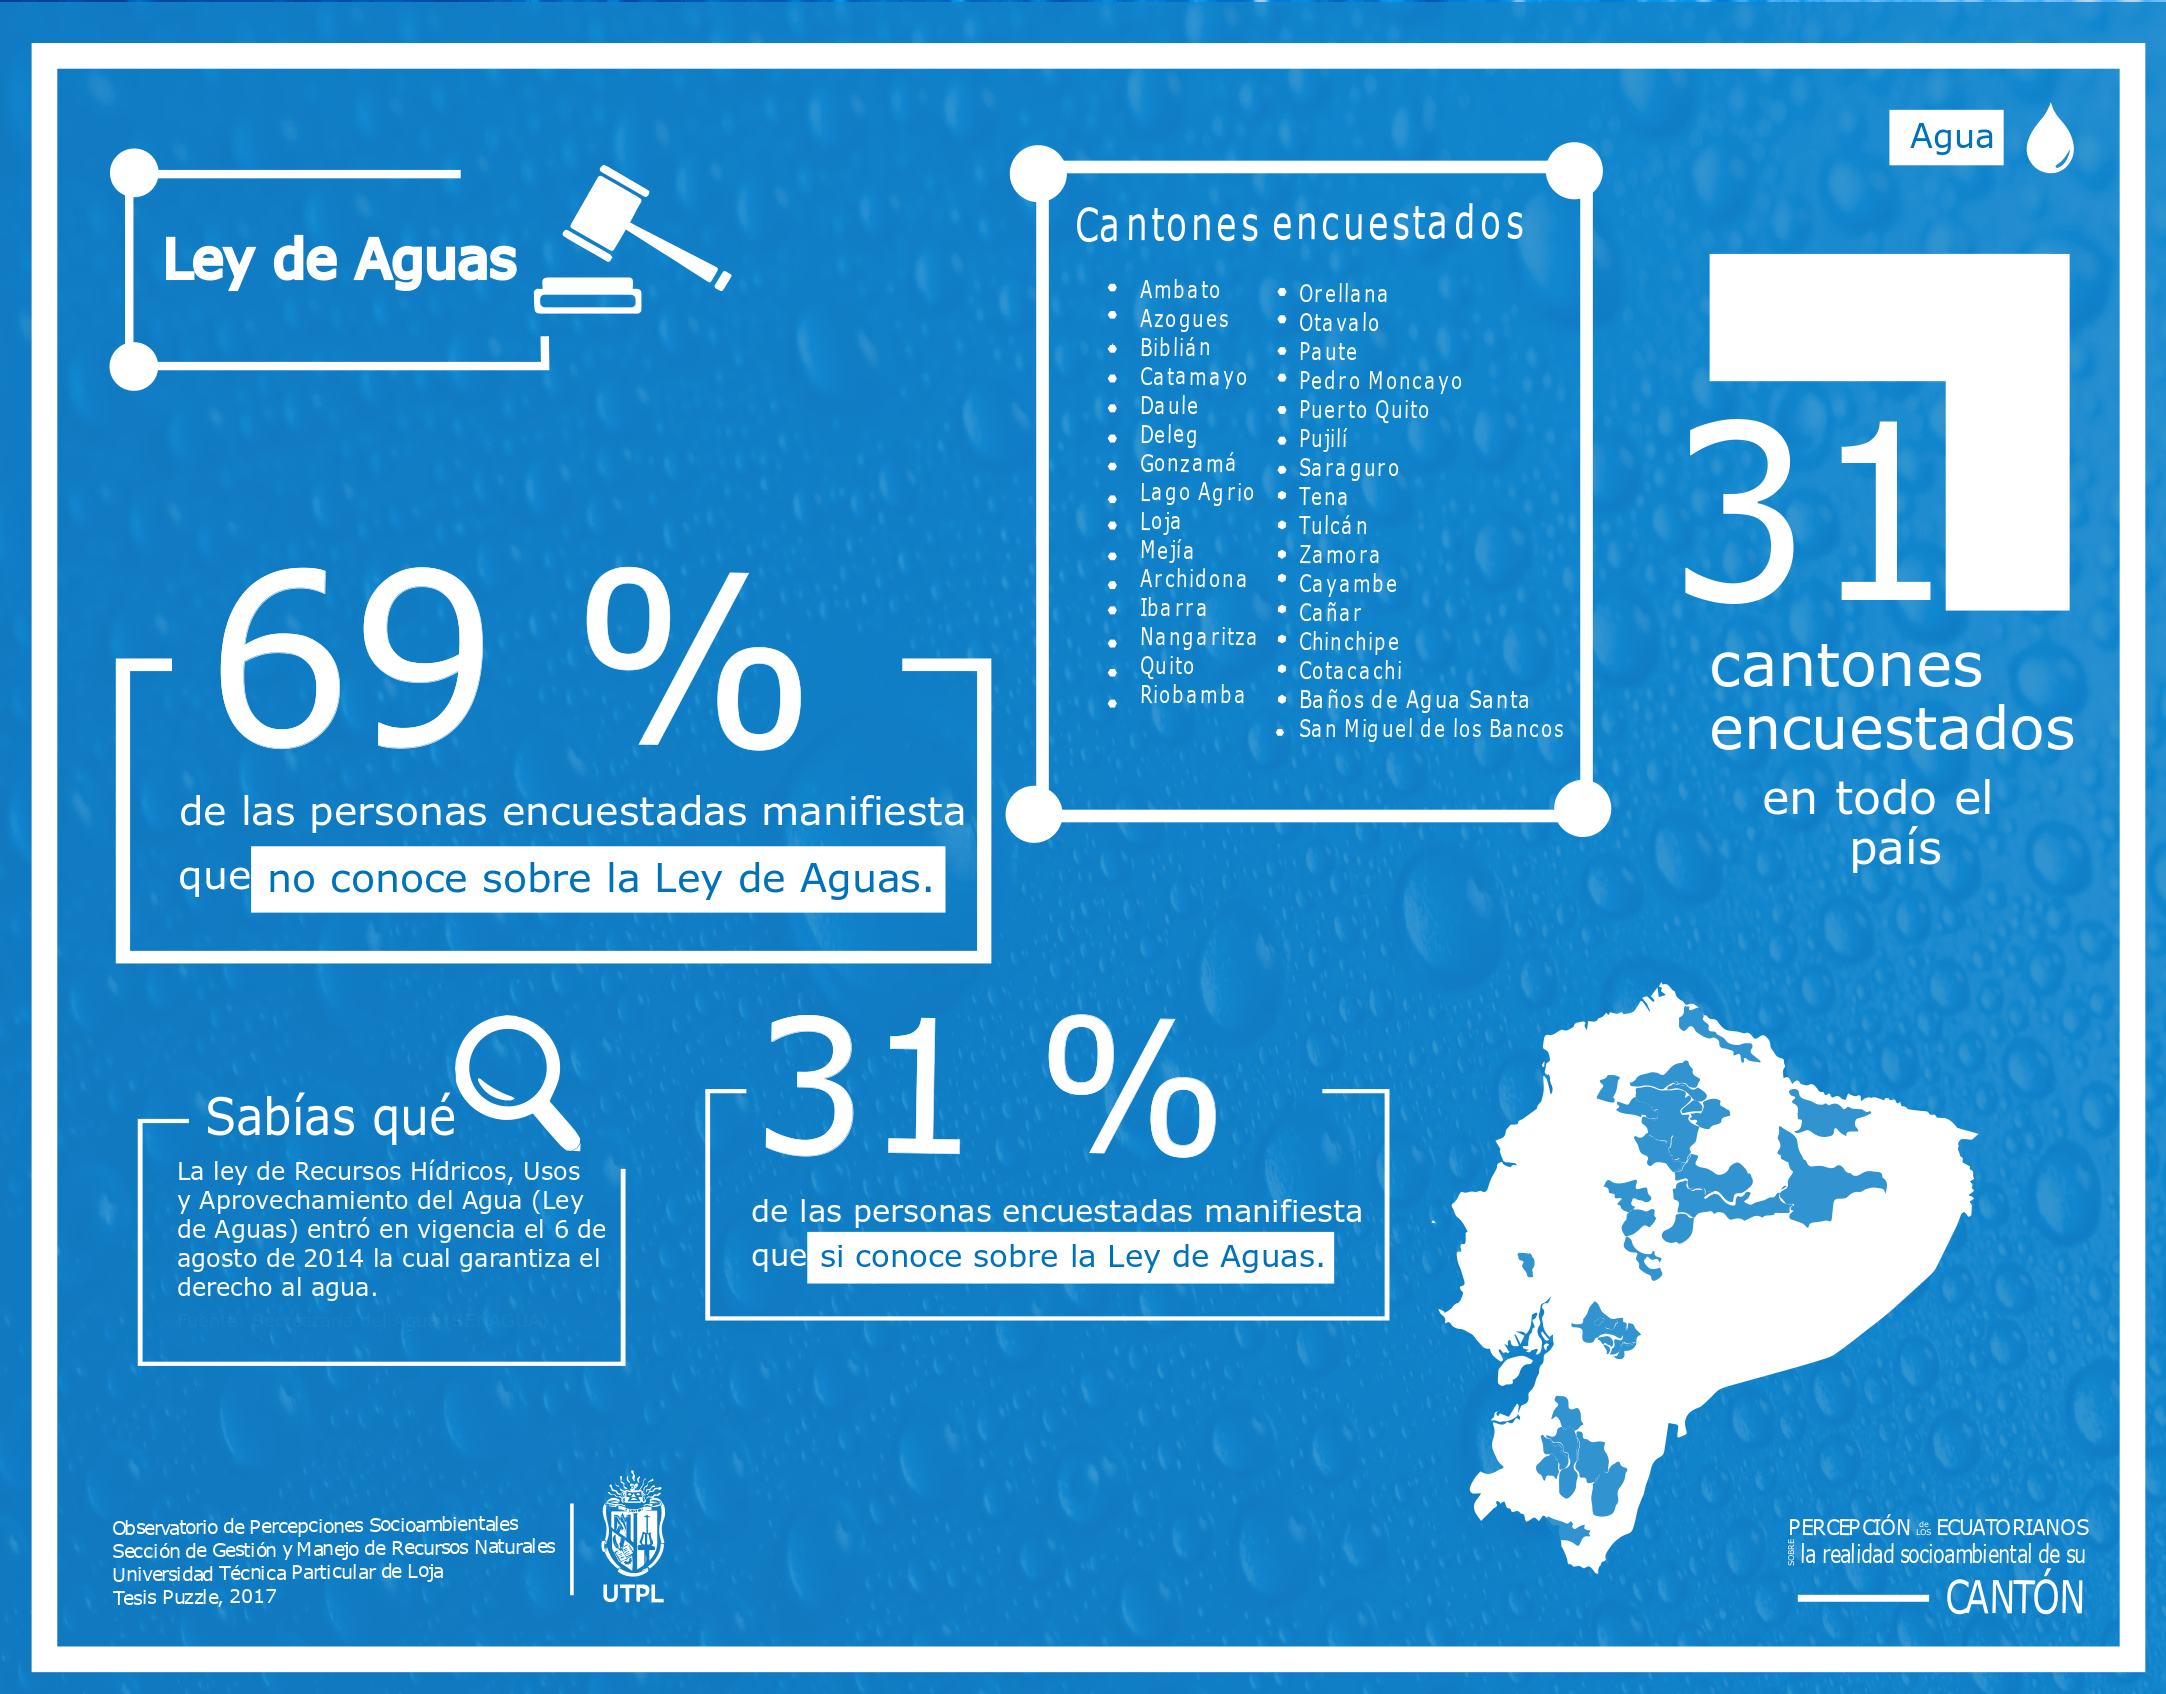 Agua
Ley de Aguas
69 %
de las personas encuestadas manifiesta
que no conoce sobre la Ley de Aguas.
Cantones encuestados
Ambato
Azogues
Biblián
Catamayo
Daule
Deleg
Gonzamá
Lago Agrio
Loja
Mejía
Archidona
Ibarra
Nangaritza
Quito
Riobamba
Orellana
Otavalo
Paute
Pedro Moncayo
Puerto Quito
Pujilí
Saraguro
Tena
Tulcán
Zamora
Cayambe
Cañar
Chinchipe
Cotacachi
Baños de Agua Santa
San Miguel de los Bancos
31
cantones
encuestados
en todo el
país
Sabías qué
La ley de Recursos Hídricos, Usos
y Aprovechamiento del Agua (Ley
de Aguas) entró en vigencia el 6 de
agosto de 2014 la cual garantiza el
derecho al agua.
31 %
de las personas encuestadas manifiesta
que si conoce sobre la Ley de Aguas.
Observatorio de Percepciones Socioambientales
Sección de Gestión y Manejo de Recursos Naturales
Universidad Técnica Particular de Loja
Tesis Puzzle, 2017
UTPL
PERCEPCIÓN de LOS ECUATORIANOS
SOBRE la realidad socioambiental de su
CANTÓN